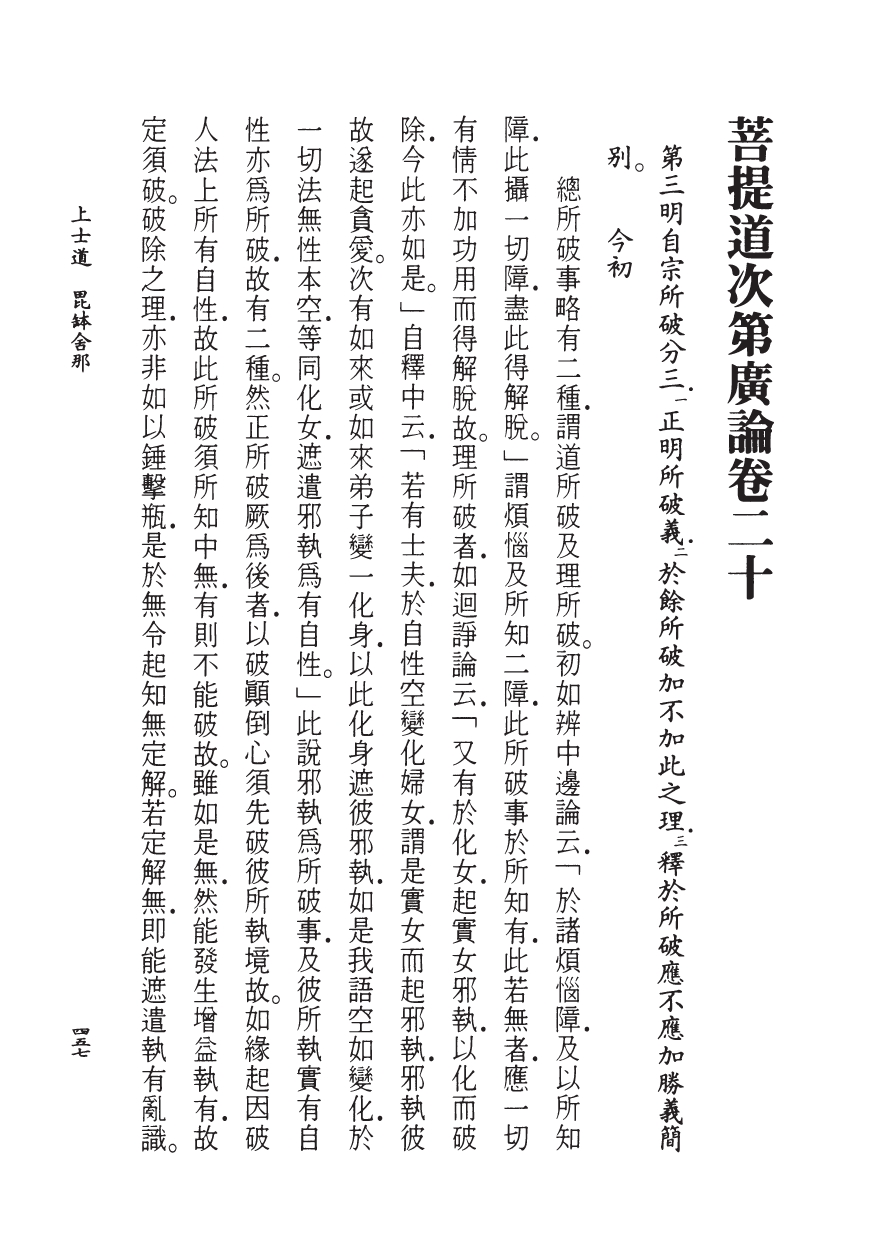 菩提道次第廣論卷二十
第三明自宗所破分三．一正明所破義．二於餘所破加不加此之理．三釋於所破應不應加勝義簡
別。　今初
總所破事略有二種．謂道所破及理所破。初如辨中邊論云．「於諸煩惱障．及以所知
障．此攝一切障．盡此得解脫。」謂煩惱及所知二障．此所破事於所知有．此若無者．應一切
有情不加功用而得解脫故。理所破者．如迴諍論云．「又有於化女．起實女邪執．以化而破
除．今此亦如是。」自釋中云．「若有士夫．於自性空變化婦女．謂是實女而起邪執．邪執彼
故遂起貪愛。次有如來或如來弟子變一化身．以此化身遮彼邪執．如是我語空如變化．於
一切法無性本空．等同化女．遮遣邪執爲有自性。」此說邪執爲所破事．及彼所執實有自
性亦爲所破．故有二種。然正所破厥爲後者．以破顛倒心須先破彼所執境故。如緣起因破
人法上所有自性．故此所破須所知中無．有則不能破故。雖如是無．然能發生增益執有．故
定須破。破除之理．亦非如以錘擊瓶．是於無令起知無定解。若定解無．即能遮遣執有亂識。
上士道　毘鉢舍那
四五七